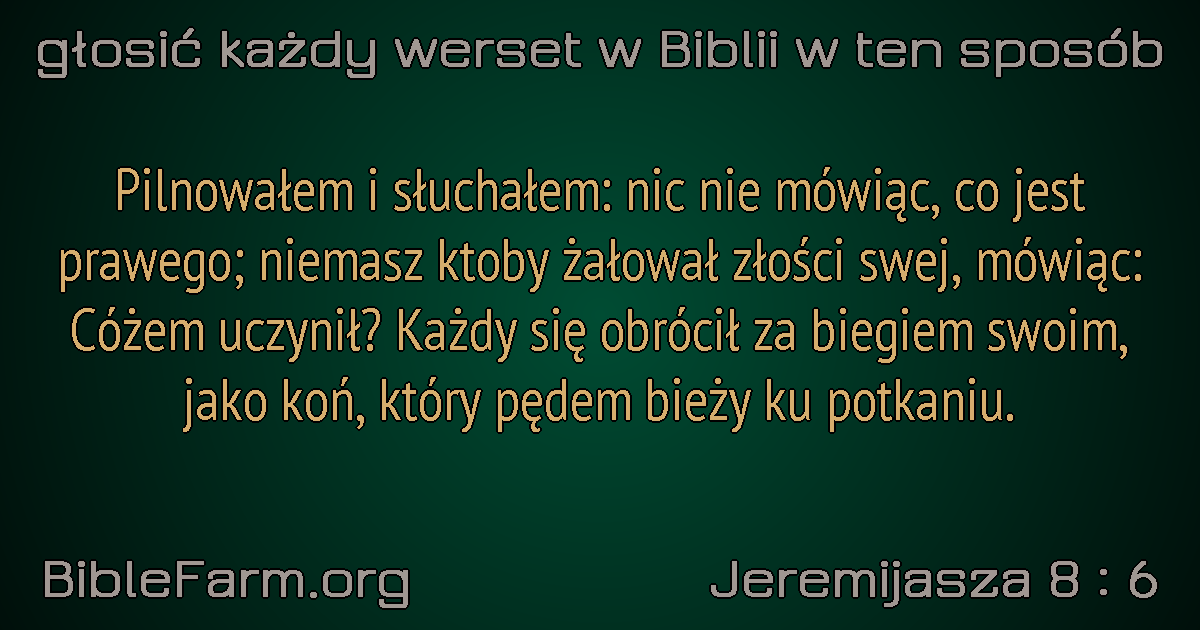 głosić każdy werset w Biblii w ten sposób
Pilnowałem i słuchałem: nic nie mówiąc, co jest
prawego; niemasz ktoby żałował złości swej, mówiąc:
Cóżem uczynił? Każdy się obrócił za biegiem swoim,
jako koń, który pędem bieży ku potkaniu.
BibleFarm.org
Jeremijasza 8 : 6